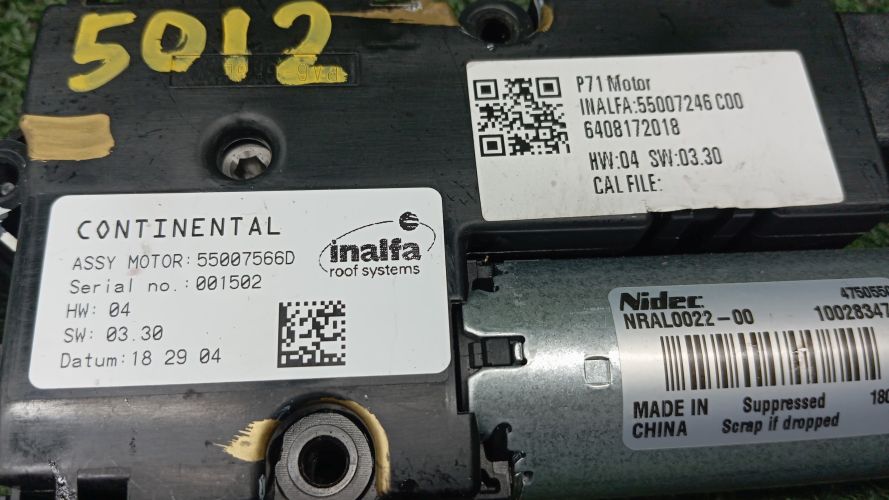 5012
P71 Motor
INALFA:55007246 C00
6408172018
HW:04 SW:03.30
CAL FILE:
CONTINENTAL
ASSY MOTOR:55007566D
Serial no.:001502
HW: 04
SW: 03.30
Datum:18 29 04
inalfa
roof systems
Nidec
NRAL0022-00
MADE IN
CHINA
Suppressed
Scrap if dropped